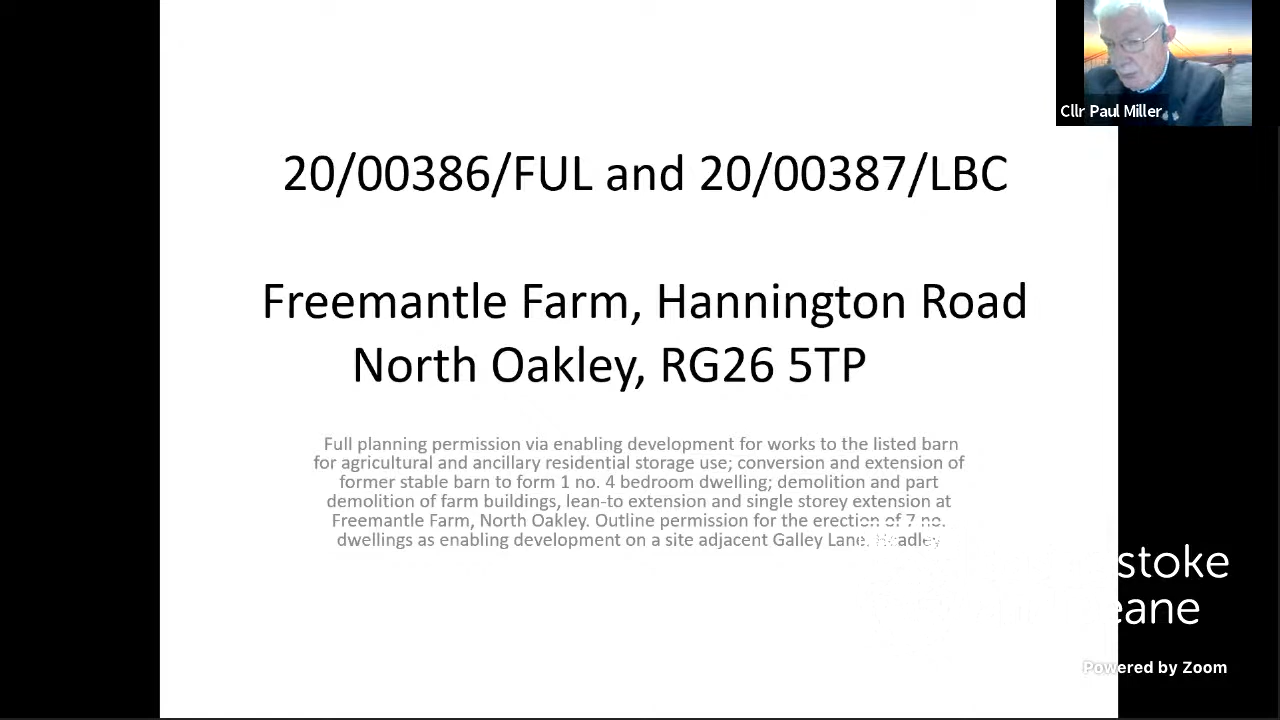 Cllr Paul Miller
20/00386/FUL and 20/00387/LBC
Freemantle Farm, Hannington Road
North Oakley, RG26 5TP
Full planning permission via enabling development for works to the listed barn
for agricultural and ancillary residential storage use; conversion and extension of
former stable barn to form 1 no. 4 bedroom dwelling; demolition and part
demolition of farm buildings, lean-to extension and single storey extension at
Freemantle Farm, North Oakley. Outline permission for the erection of 7 no.
dwellings as enabling development on a site adjacent Galley Lane
stoke
eane
Powered by Zoom